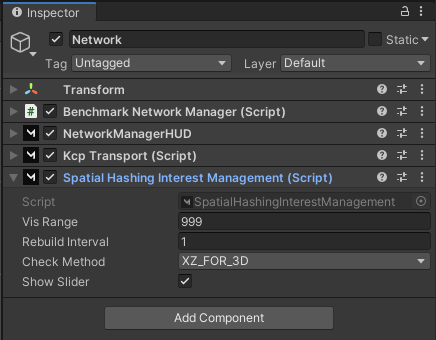 Inspector
Network
Static
Tag Untagged Layer Default
Transform
# Benchmark Network Manager (Script)
NetworkManagerHUD
Kcp Transport (Script)
Spatial Hashing Interest Management (Script)
Script SpatialHashingInterestManagement
Vis Range 999
Rebuild Interval 1
Check Method XZ_FOR_3D
Show Slider
Add Component